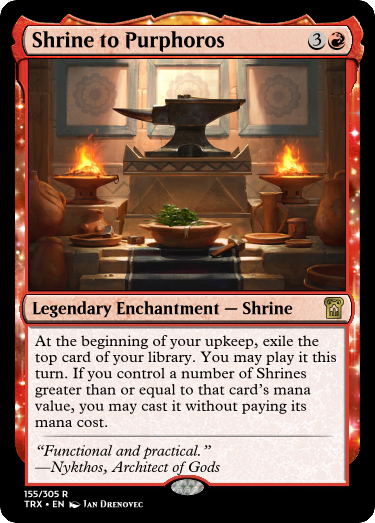 Shrine to Purphoros 3
Legendary Enchantment — Shrine
At the beginning of your upkeep, exile the
top card of your library. You may play it this
turn. If you control a number of Shrines
greater than or equal to that card's mana
value, you may cast it without paying its
mana cost.
“Functional and practical.”
—Nykthos, Architect of Gods
155/305 R
TRX • EN Jan Drenovec